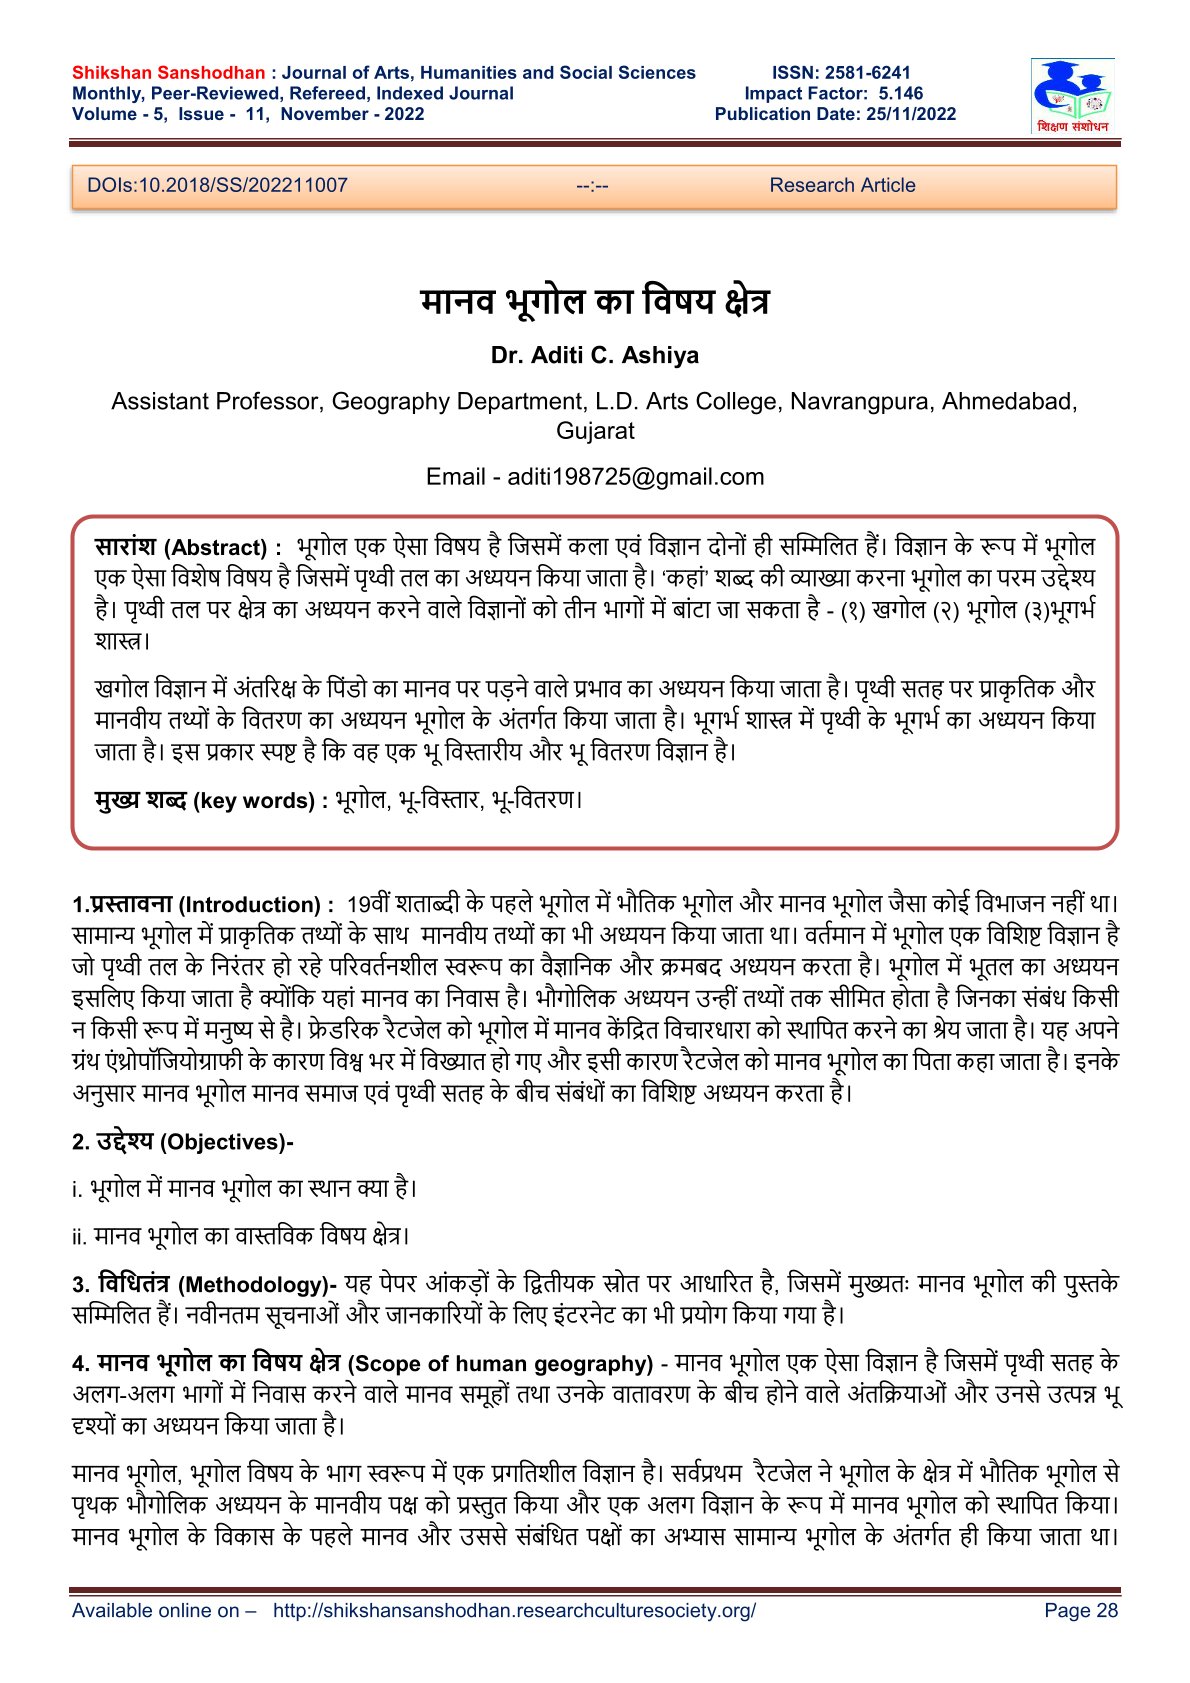 Shikshan Sanshodhan : Journal of Arts, Humanities and Social Sciences ISSN: 2581-6241
Monthly, Peer-Reviewed, Refereed, Indexed Journal Impact Factor: 5.146
Volume - 5, Issue - 11, November - 2022 Publication Date: 25/11/2022
शिक्षण संशोधन
DOIs:10.2018/SS/202211007 --:-- Research Article
मानव भूगोल का विषय क्षेत्र
Dr. Aditi C. Ashiya
Assistant Professor, Geography Department, L.D. Arts College, Navrangpura, Ahmedabad,
Gujarat
Email - aditi198725@gmail.com
सारांश (Abstract) : भूगोल एक ऐसा विषय है जिसमें कला एवं विज्ञान दोनों ही सम्मिलित हैं। विज्ञान के रूप में भूगोल
एक ऐसा विशेष विषय है जिसमें पृथ्वी तल का अध्ययन किया जाता है। ‘कहां’ शब्द की व्याख्या करना भूगोल का परम उद्देश्य
है। पृथ्वी तल पर क्षेत्र का अध्ययन करने वाले विज्ञानों को तीन भागों में बांटा जा सकता है - (१) खगोल (२) भूगोल (३)भूगर्भ
शास्त्र।
खगोल विज्ञान में अंतरिक्ष के पिंडो का मानव पर पड़ने वाले प्रभाव का अध्ययन किया जाता है। पृथ्वी सतह पर प्राकृतिक और
मानवीय तथ्यों के वितरण का अध्ययन भूगोल के अंतर्गत किया जाता है। भूगर्भ शास्त्र में पृथ्वी के भूगर्भ का अध्ययन किया
जाता है। इस प्रकार स्पष्ट है कि वह एक भू विस्तारीय और भू वितरण विज्ञान है।
मुख्य शब्द (key words) : भूगोल, भू-विस्तार, भू-वितरण।
1.प्रस्तावना (Introduction) : 19वीं शताब्दी के पहले भूगोल में भौतिक भूगोल और मानव भूगोल जैसा कोई विभाजन नहीं था।
सामान्य भूगोल में प्राकृतिक तथ्यों के साथ मानवीय तथ्यों का भी अध्ययन किया जाता था। वर्तमान में भूगोल एक विशिष्ट विज्ञान है
जो पृथ्वी तल के निरंतर हो रहे परिवर्तनशील स्वरूप का वैज्ञानिक और क्रमबद अध्ययन करता है। भूगोल में भूतल का अध्ययन
इसलिए किया जाता है क्योंकि यहां मानव का निवास है। भौगोलिक अध्ययन उन्हीं तथ्यों तक सीमित होता है जिनका संबंध किसी
न किसी रूप में मनुष्य से है। फ्रेडरिक रैटजेल को भूगोल में मानव केंद्रित विचारधारा को स्थापित करने का श्रेय जाता है। यह अपने
ग्रंथ एंथ्रोपॉजियोग्राफी के कारण विश्व भर में विख्यात हो गए और इसी कारण रैटजेल को मानव भूगोल का पिता कहा जाता है। इनके
अनुसार मानव भूगोल मानव समाज एवं पृथ्वी सतह के बीच संबंधों का विशिष्ट अध्ययन करता है।
2. उद्देश्य (Objectives)-
i. भूगोल में मानव भूगोल का स्थान क्या है।
ii. मानव भूगोल का वास्तविक विषय क्षेत्र।
3. विधितंत्र (Methodology)- यह पेपर आंकड़ों के द्वितीयक स्रोत पर आधारित है, जिसमें मुख्यतः मानव भूगोल की पुस्तके
सम्मिलित हैं। नवीनतम सूचनाओं और जानकारियों के लिए इंटरनेट का भी प्रयोग किया गया है।
4. मानव भूगोल का विषय क्षेत्र (Scope of human geography) - मानव भूगोल एक ऐसा विज्ञान है जिसमें पृथ्वी सतह के
अलग-अलग भागों में निवास करने वाले मानव समूहों तथा उनके वातावरण के बीच होने वाले अंतक्रियाओं और उनसे उत्पन्न भू
दृश्यों का अध्ययन किया जाता है।
मानव भूगोल, भूगोल विषय के भाग स्वरूप में एक प्रगतिशील विज्ञान है। सर्वप्रथम रैटजेल ने भूगोल के क्षेत्र में भौतिक भूगोल से
पृथक भौगोलिक अध्ययन के मानवीय पक्ष को प्रस्तुत किया और एक अलग विज्ञान के रूप में मानव भूगोल को स्थापित किया।
मानव भूगोल के विकास के पहले मानव और उससे संबंधित पक्षों का अभ्यास सामान्य भूगोल के अंतर्गत ही किया जाता था।
Available online on – http://shikshansanshodhan.researchculturesociety.org/ Page 28